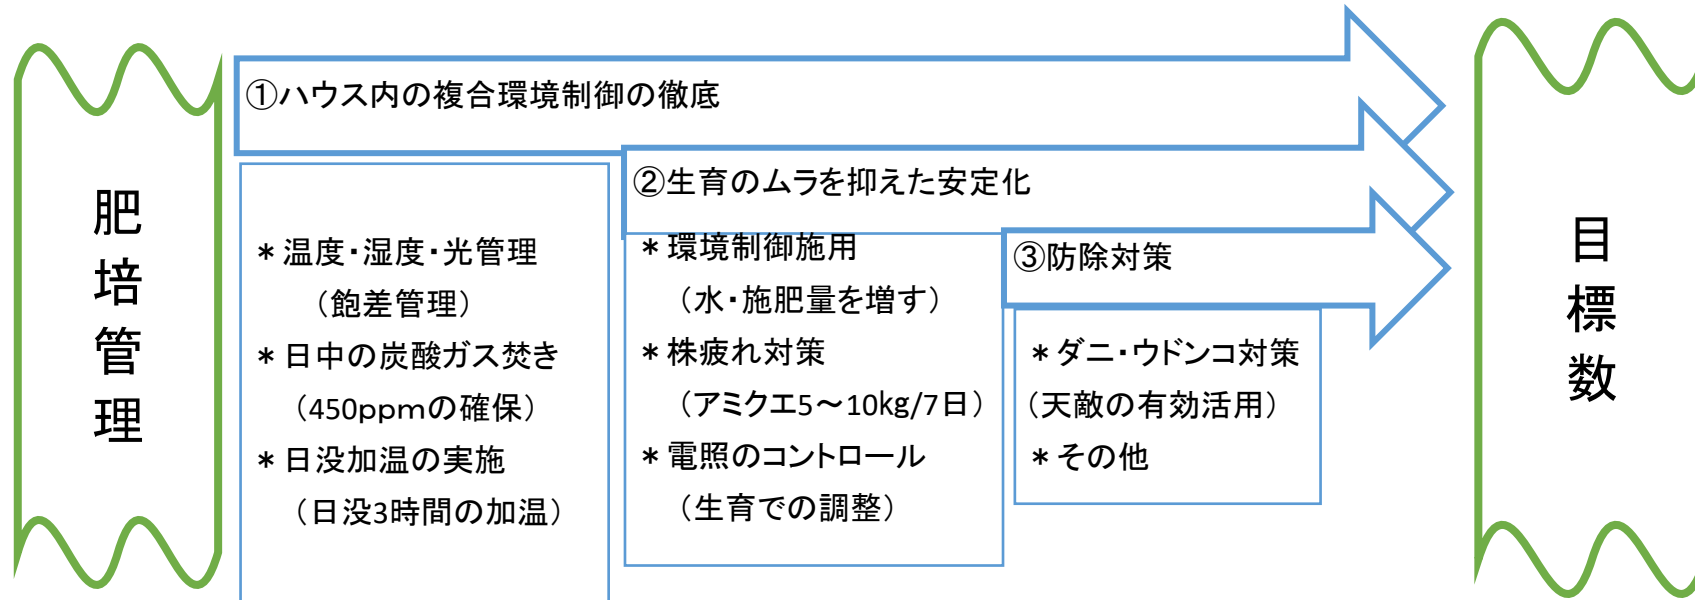 肥培管理
①ハウス内の複合環境制御の徹底
＊温度・湿度・光管理
（飽差管理）
＊日中の炭酸ガス焚き
（450ppmの確保）
＊日没加温の実施
（日没3時間の加温）
②生育のムラを抑えた安定化
＊環境制御施用
（水・施肥量を増す）
＊株疲れ対策
（アミクエ5～10㎏/7日）
＊電照のコントロール
（生育での調整）
③防除対策
＊ダニ・ウドンコ対策
（天敵の有効活用）
＊その他
目標数